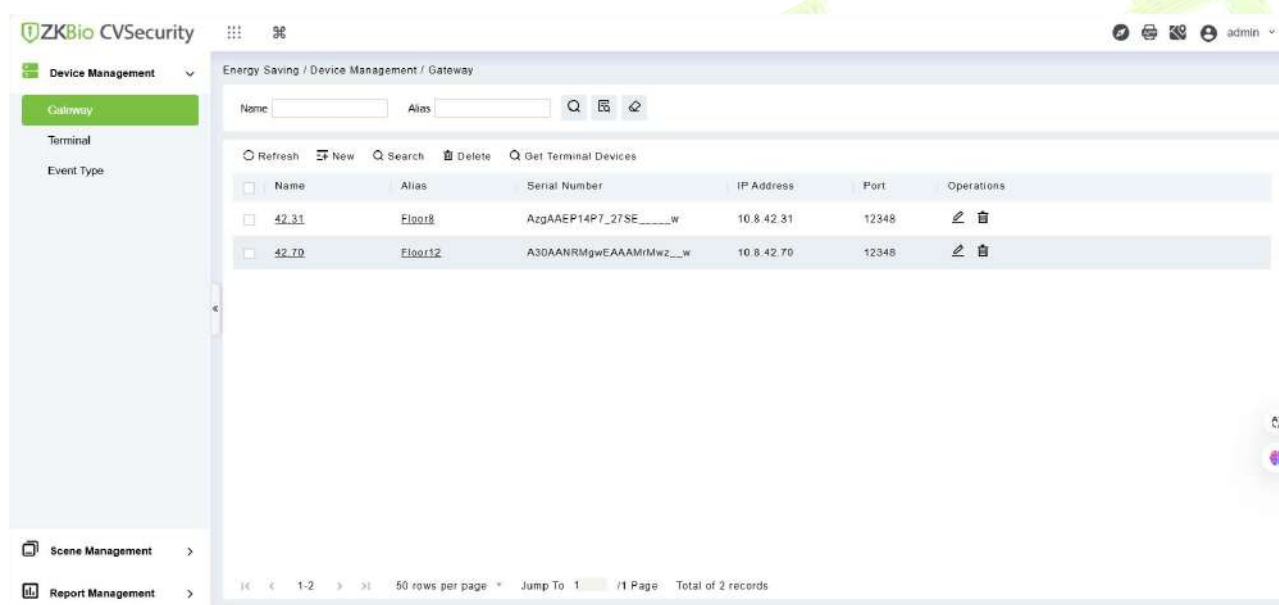 ZKBio CVSecurity
admin
Device Management
Energy Saving / Device Management / Gateway
Gateway
Name
Alias
Terminal
Event Type
Refresh New Search Delete Get Terminal Devices
Name Alias Serial Number IP Address Port Operations
42.31 Floor8 AzgAAEP14P7_27SE_____w 10.8.42.31 12348
42.70 Floor12 A30AANRMgwEAAAMrMwz__w 10.8.42.70 12348
Scene Management
Report Management
1-2 50 rows per page Jump To 1 /1 Page Total of 2 records